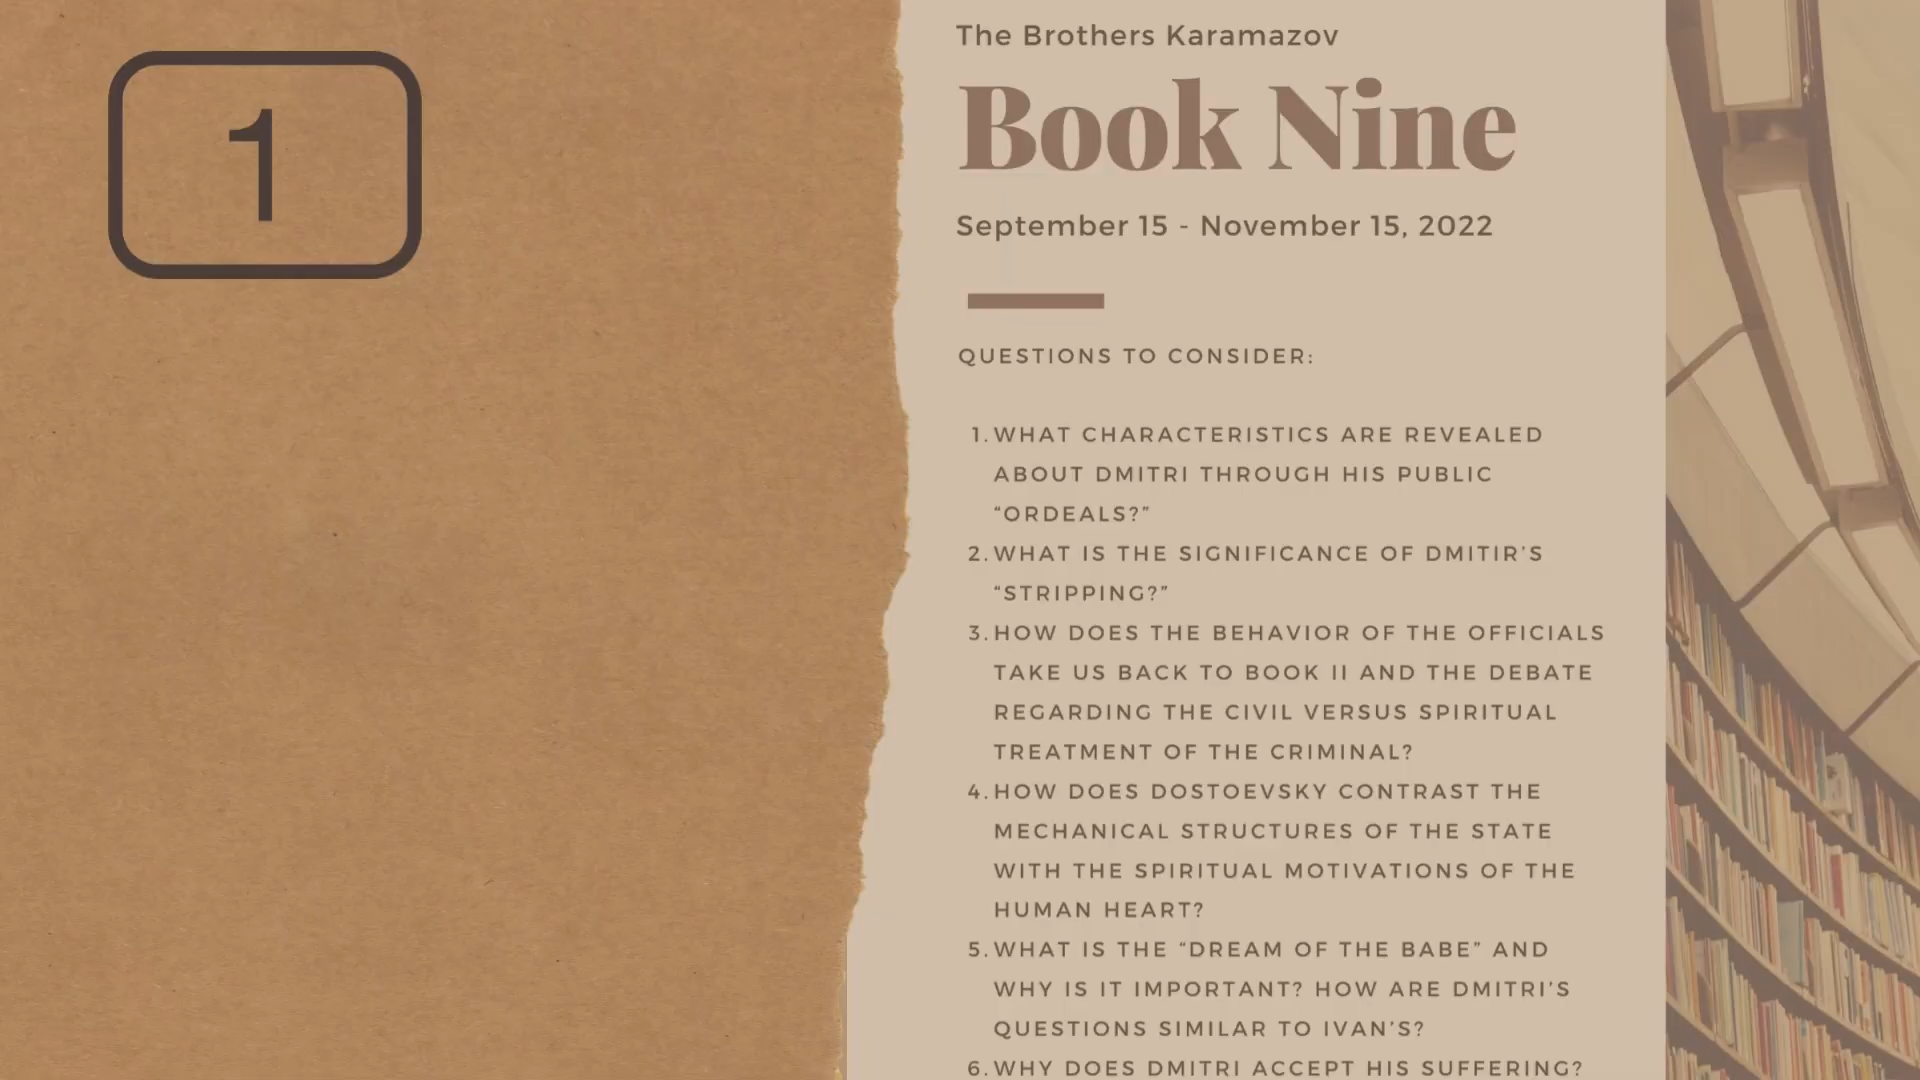 1
The Brothers Karamazov
Book Nine
September 15 - November 15, 2022
QUESTIONS TO CONSIDER:
1. WHAT CHARACTERISTICS ARE REVEALED
ABOUT DMITRI THROUGH HIS PUBLIC
“ORDEALS?”
2. WHAT IS THE SIGNIFICANCE OF DMITIR’S
“STRIPPING?”
3. HOW DOES THE BEHAVIOR OF THE OFFICIALS
TAKE US BACK TO BOOK II AND THE DEBATE
REGARDING THE CIVIL VERSUS SPIRITUAL
TREATMENT OF THE CRIMINAL?
4. HOW DOES DOSTOEVSKY CONTRAST THE
MECHANICAL STRUCTURES OF THE STATE
WITH THE SPIRITUAL MOTIVATIONS OF THE
HUMAN HEART?
5. WHAT IS THE “DREAM OF THE BABE” AND
WHY IS IT IMPORTANT? HOW ARE DMITRI’S
QUESTIONS SIMILAR TO IVAN’S?
6. WHY DOES DMITRI ACCEPT HIS SUFFERING?